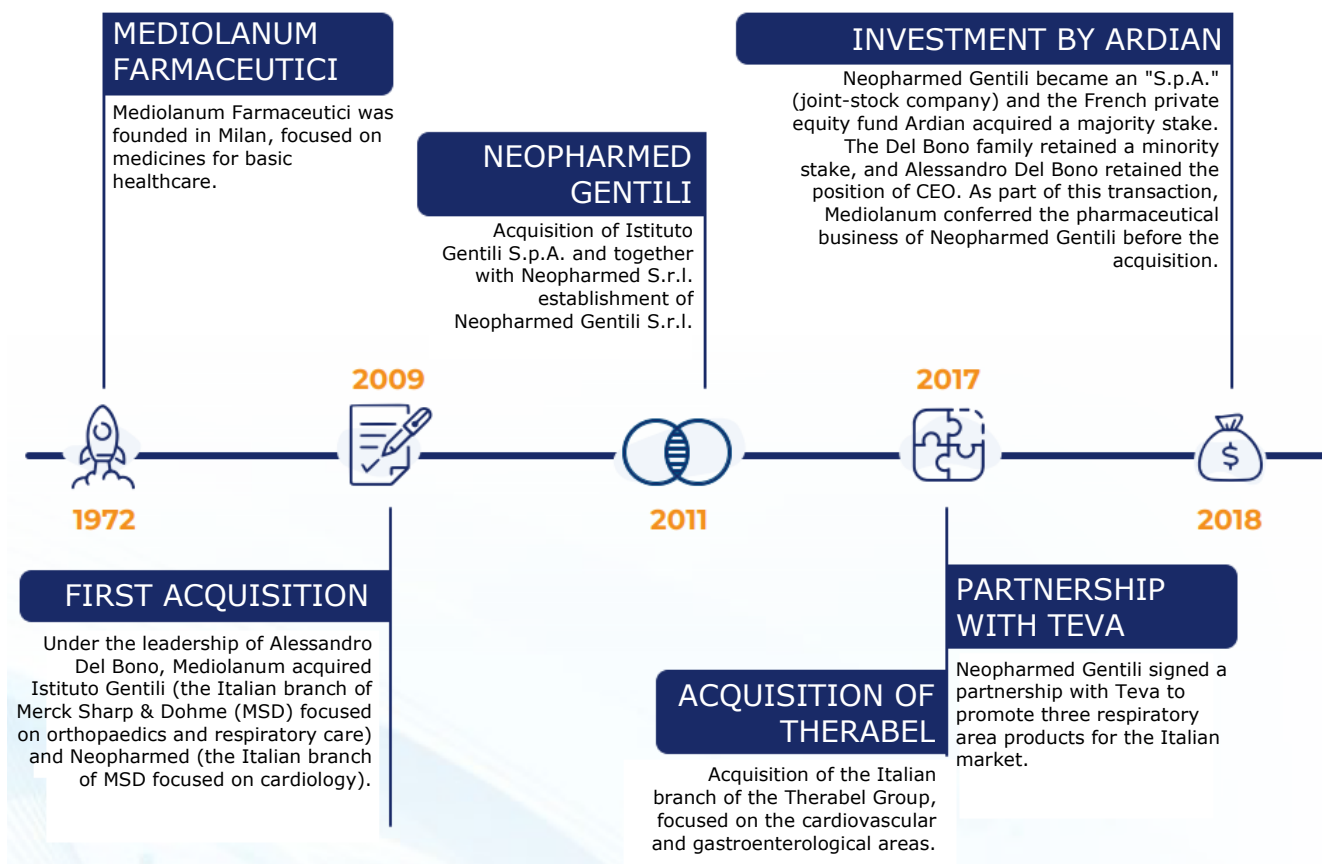 MEDIOLANUM
FARMACEUTICI
Mediolanum Farmaceutici was
founded in Milan, focused on
medicines for basic
healthcare.
1972
2009
FIRST ACQUISITION
Under the leadership of Alessandro
Del Bono, Mediolanum acquired
Istituto Gentili (the Italian branch of
Merck Sharp & Dohme (MSD) focused
on orthopaedics and respiratory care)
and Neopharmed (the Italian branch
of MSD focused on cardiology).
NEOPHARMED
GENTILI
Acquisition of Istituto
Gentili S.p.A. and together
with Neopharmed S.r.l.
establishment of
Neopharmed Gentili S.r.l.
2011
2017
ACQUISITION OF
THERABEL
Acquisition of the Italian
branch of the Therabel Group,
focused on the cardiovascular
and gastroenterological areas.
PARTNERSHIP
WITH TEVA
Neopharmed Gentili signed a
partnership with Teva to
promote three respiratory
area products for the Italian
market.
INVESTMENT BY ARDIAN
Neopharmed Gentili became an "S.p.A."
(joint-stock company) and the French private
equity fund Ardian acquired a majority stake.
The Del Bono family retained a minority
stake, and Alessandro Del Bono retained the
position of CEO. As part of this transaction,
Mediolanum conferred the pharmaceutical
business of Neopharmed Gentili before the
acquisition.
$
2018